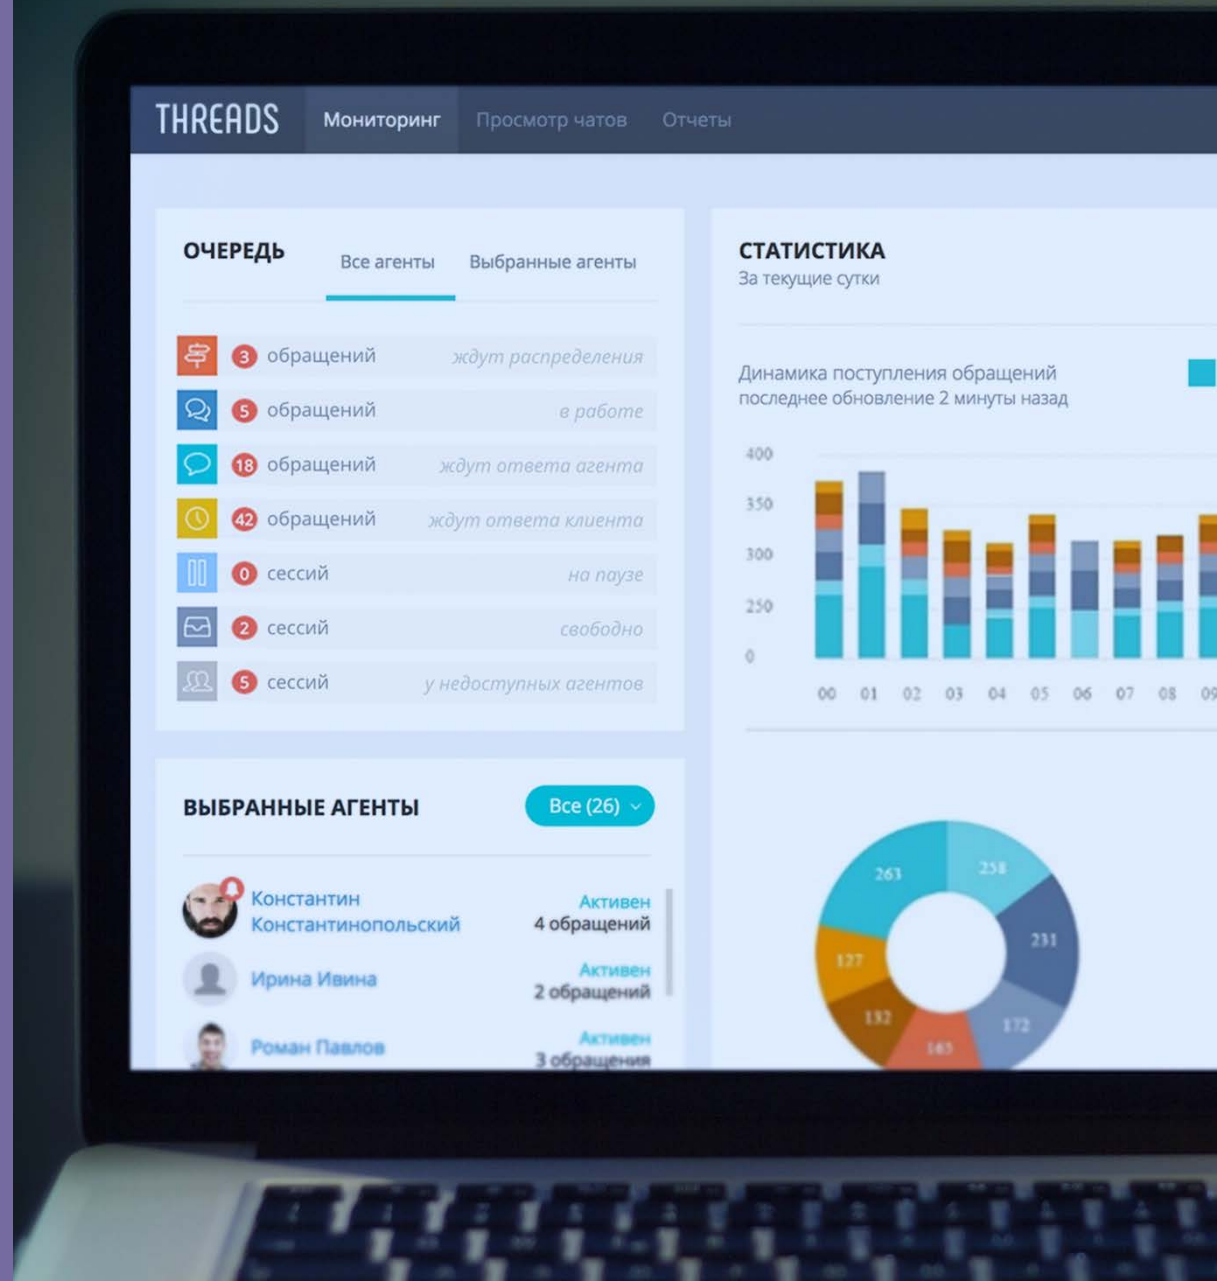 THREADS
Мониторинг
Просмотр чатов
Отчеты
ОЧЕРЕДЬ
Все агенты
Выбранные агенты
3 обращений ждут распределения
5 обращений в работе
18 обращений ждут ответа агента
42 обращений ждут ответа клиента
0 сессий на паузе
2 сессий свободно
5 сессий у недоступных агентов
ВЫБРАННЫЕ АГЕНТЫ
Все (26)
Константин
Константинопольский
Активен
4 обращений
Ирина Ивина
Активен
2 обращений
Роман Павлов
Активен
3 обращения
СТАТИСТИКА
За текущие сутки
Динамика поступления обращений
последнее обновление 2 минуты назад
400
350
300
250
0
00 01 02 03 04 05 06 07 08 09
263
258
231
172
165
132
127